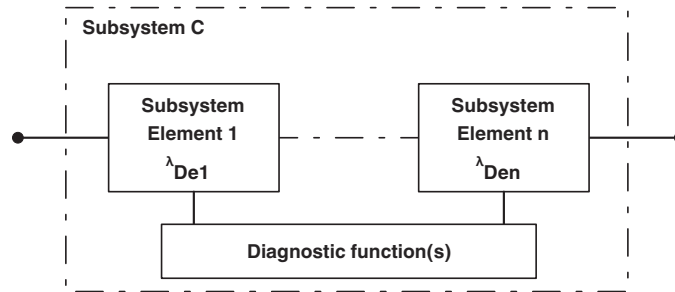 Subsystem C
Subsystem
Element 1
λDe1
Subsystem
Element n
λDen
Diagnostic function(s)